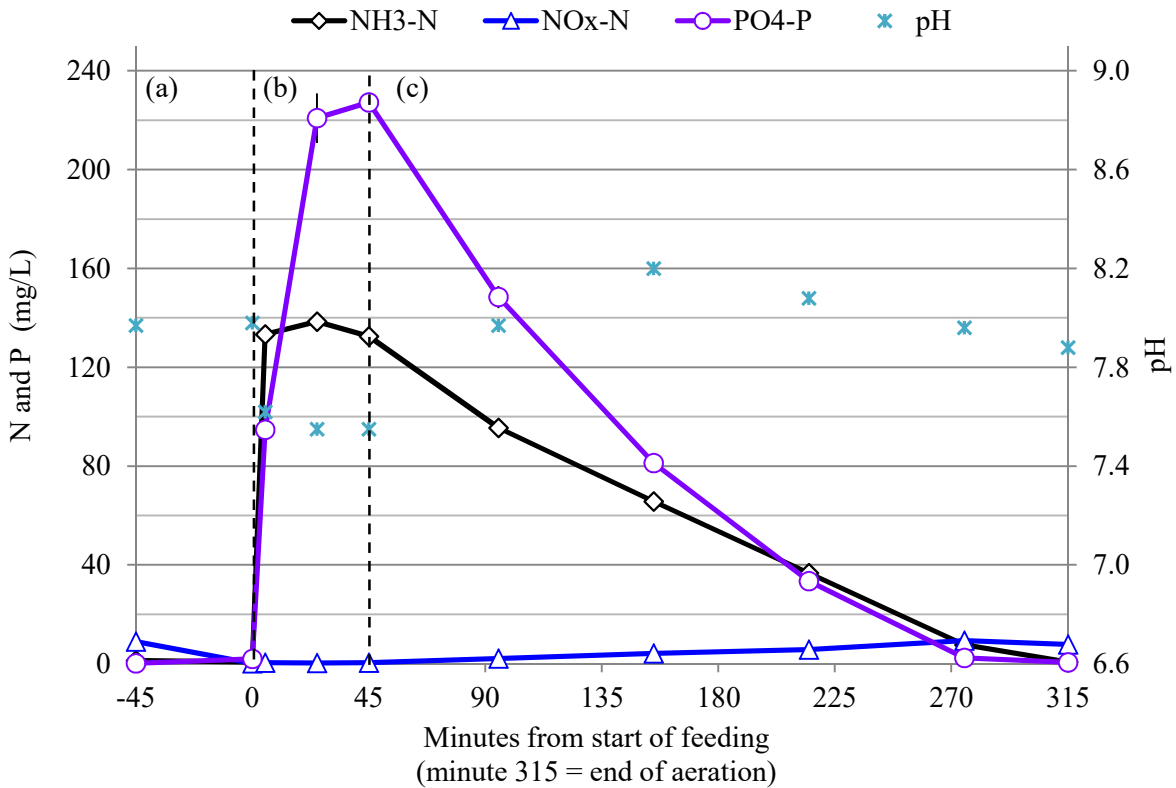 NH3-N NOx-N PO4-P pH
(a) (b) (c)
240
200
160
120
80
40
0
N and P (mg/L)
9.0
8.6
8.2
7.8
7.4
7.0
6.6
pH
-45 0 45 90 135 180 225 270 315
Minutes from start of feeding
(minute 315 = end of aeration)